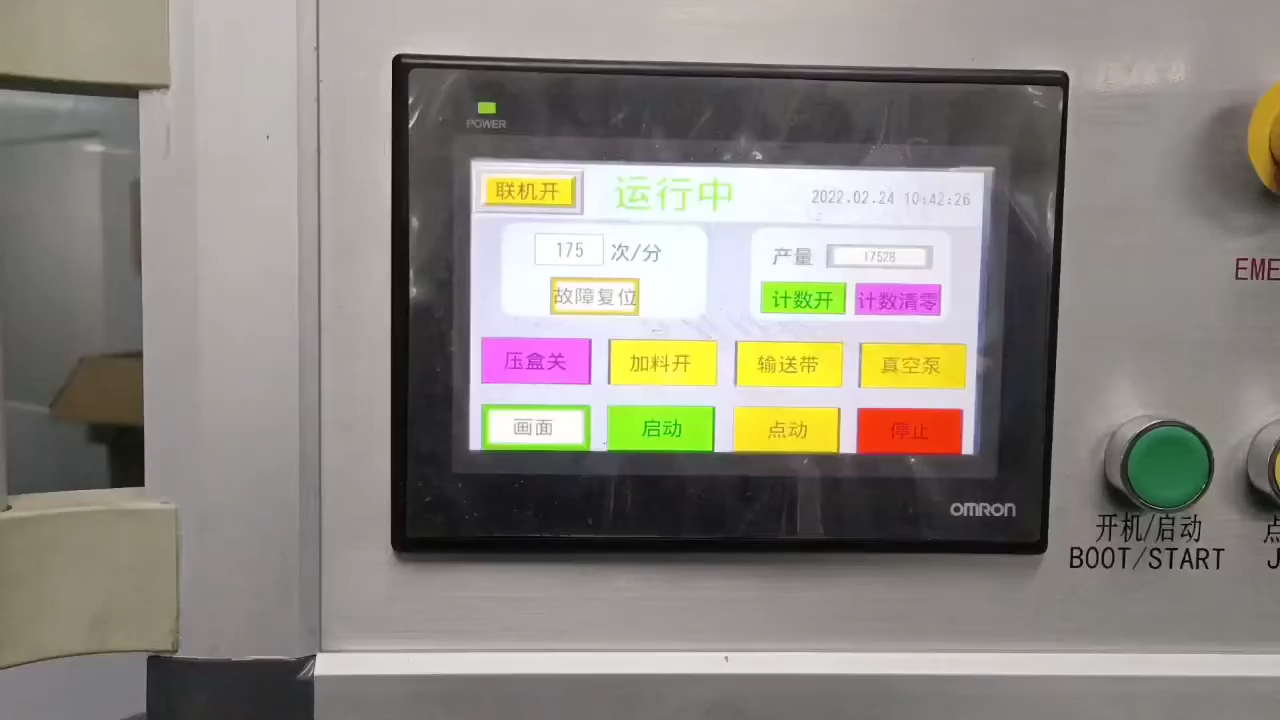 POWER
联机开 运行中 2022.02.24 10:42:26
175 次/分 产量 17528
故障复位 计数开 计数清零
压盒关 加料开 输送带 真空泵
画面 启动 点动 停止
OMRON
EME
开机/启动 点
BOOT/START J